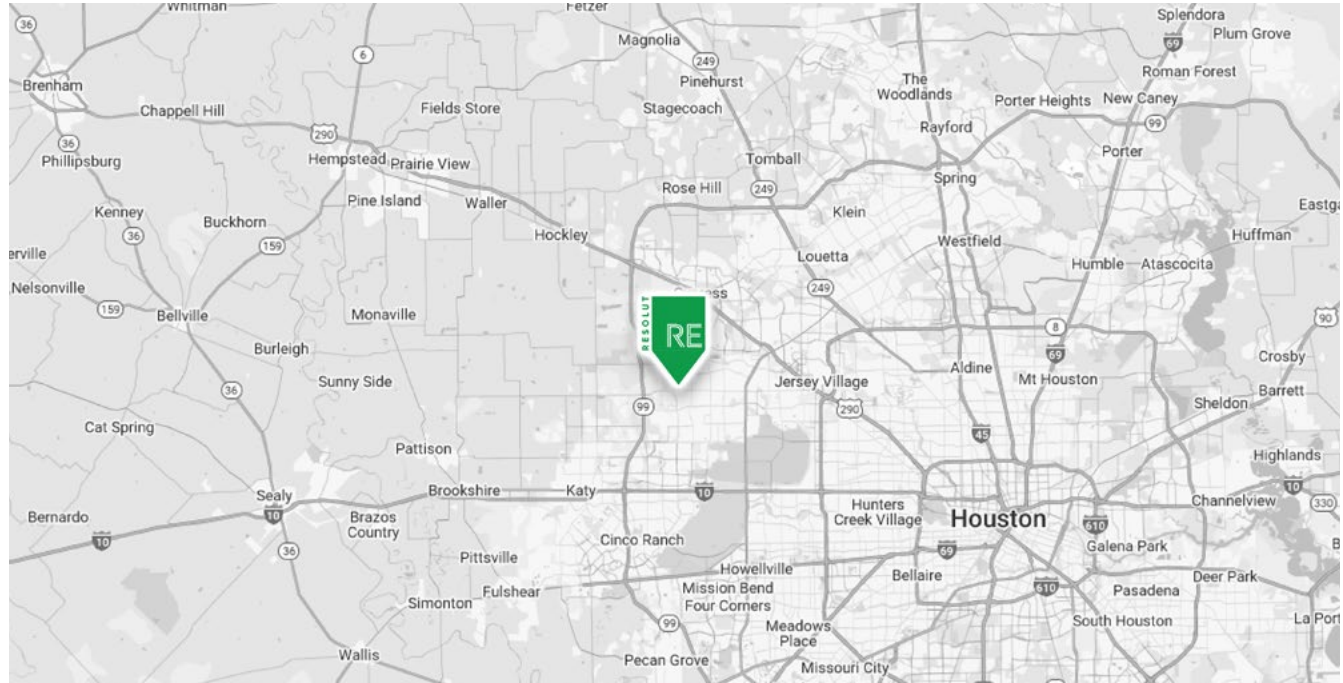 Whitman
Fetzer
Splendora
36
Magnolia
69
Plum Grove
6
249
Pinehurst
The
Woodlands
Roman Forest
Brenham
Chappell Hill
Fields Store
Stagecoach
Porter Heights
New Caney
99
36
290
Rayford
Phillipsburg
Hempstead
Prairie View
Tomball
Porter
Pine Island
Waller
Rose Hill
249
Spring
Kenney
Buckhorn
Klein
Eastga
36
Hockley
Westfield
Huffman
159
Louetta
Humble
Atascocita
erville
Nelsonville
159
249
Bellville
Monaville
RESOLUT
RE
ss
8
90
Burleigh
69
Crosby
Sunny Side
Jersey Village
Aldine
Mt Houston
Barrett
36
99
290
Sheldon
Cat Spring
45
Pattison
Highlands
Sealy
Brookshire
Katy
10
Channelview
10
330
Bernardo
10
Brazos
Country
Hunters
Creek Village
Houston
610
10
36
Cinco Ranch
69
Galena Park
Pittsville
Howellville
Bellaire
Deer Park
Fulshear
Mission Bend
Four Corners
610
Pasadena
Simonton
99
Meadows
Place
South Houston
La Port
Wallis
Pecan Grove
Missouri City